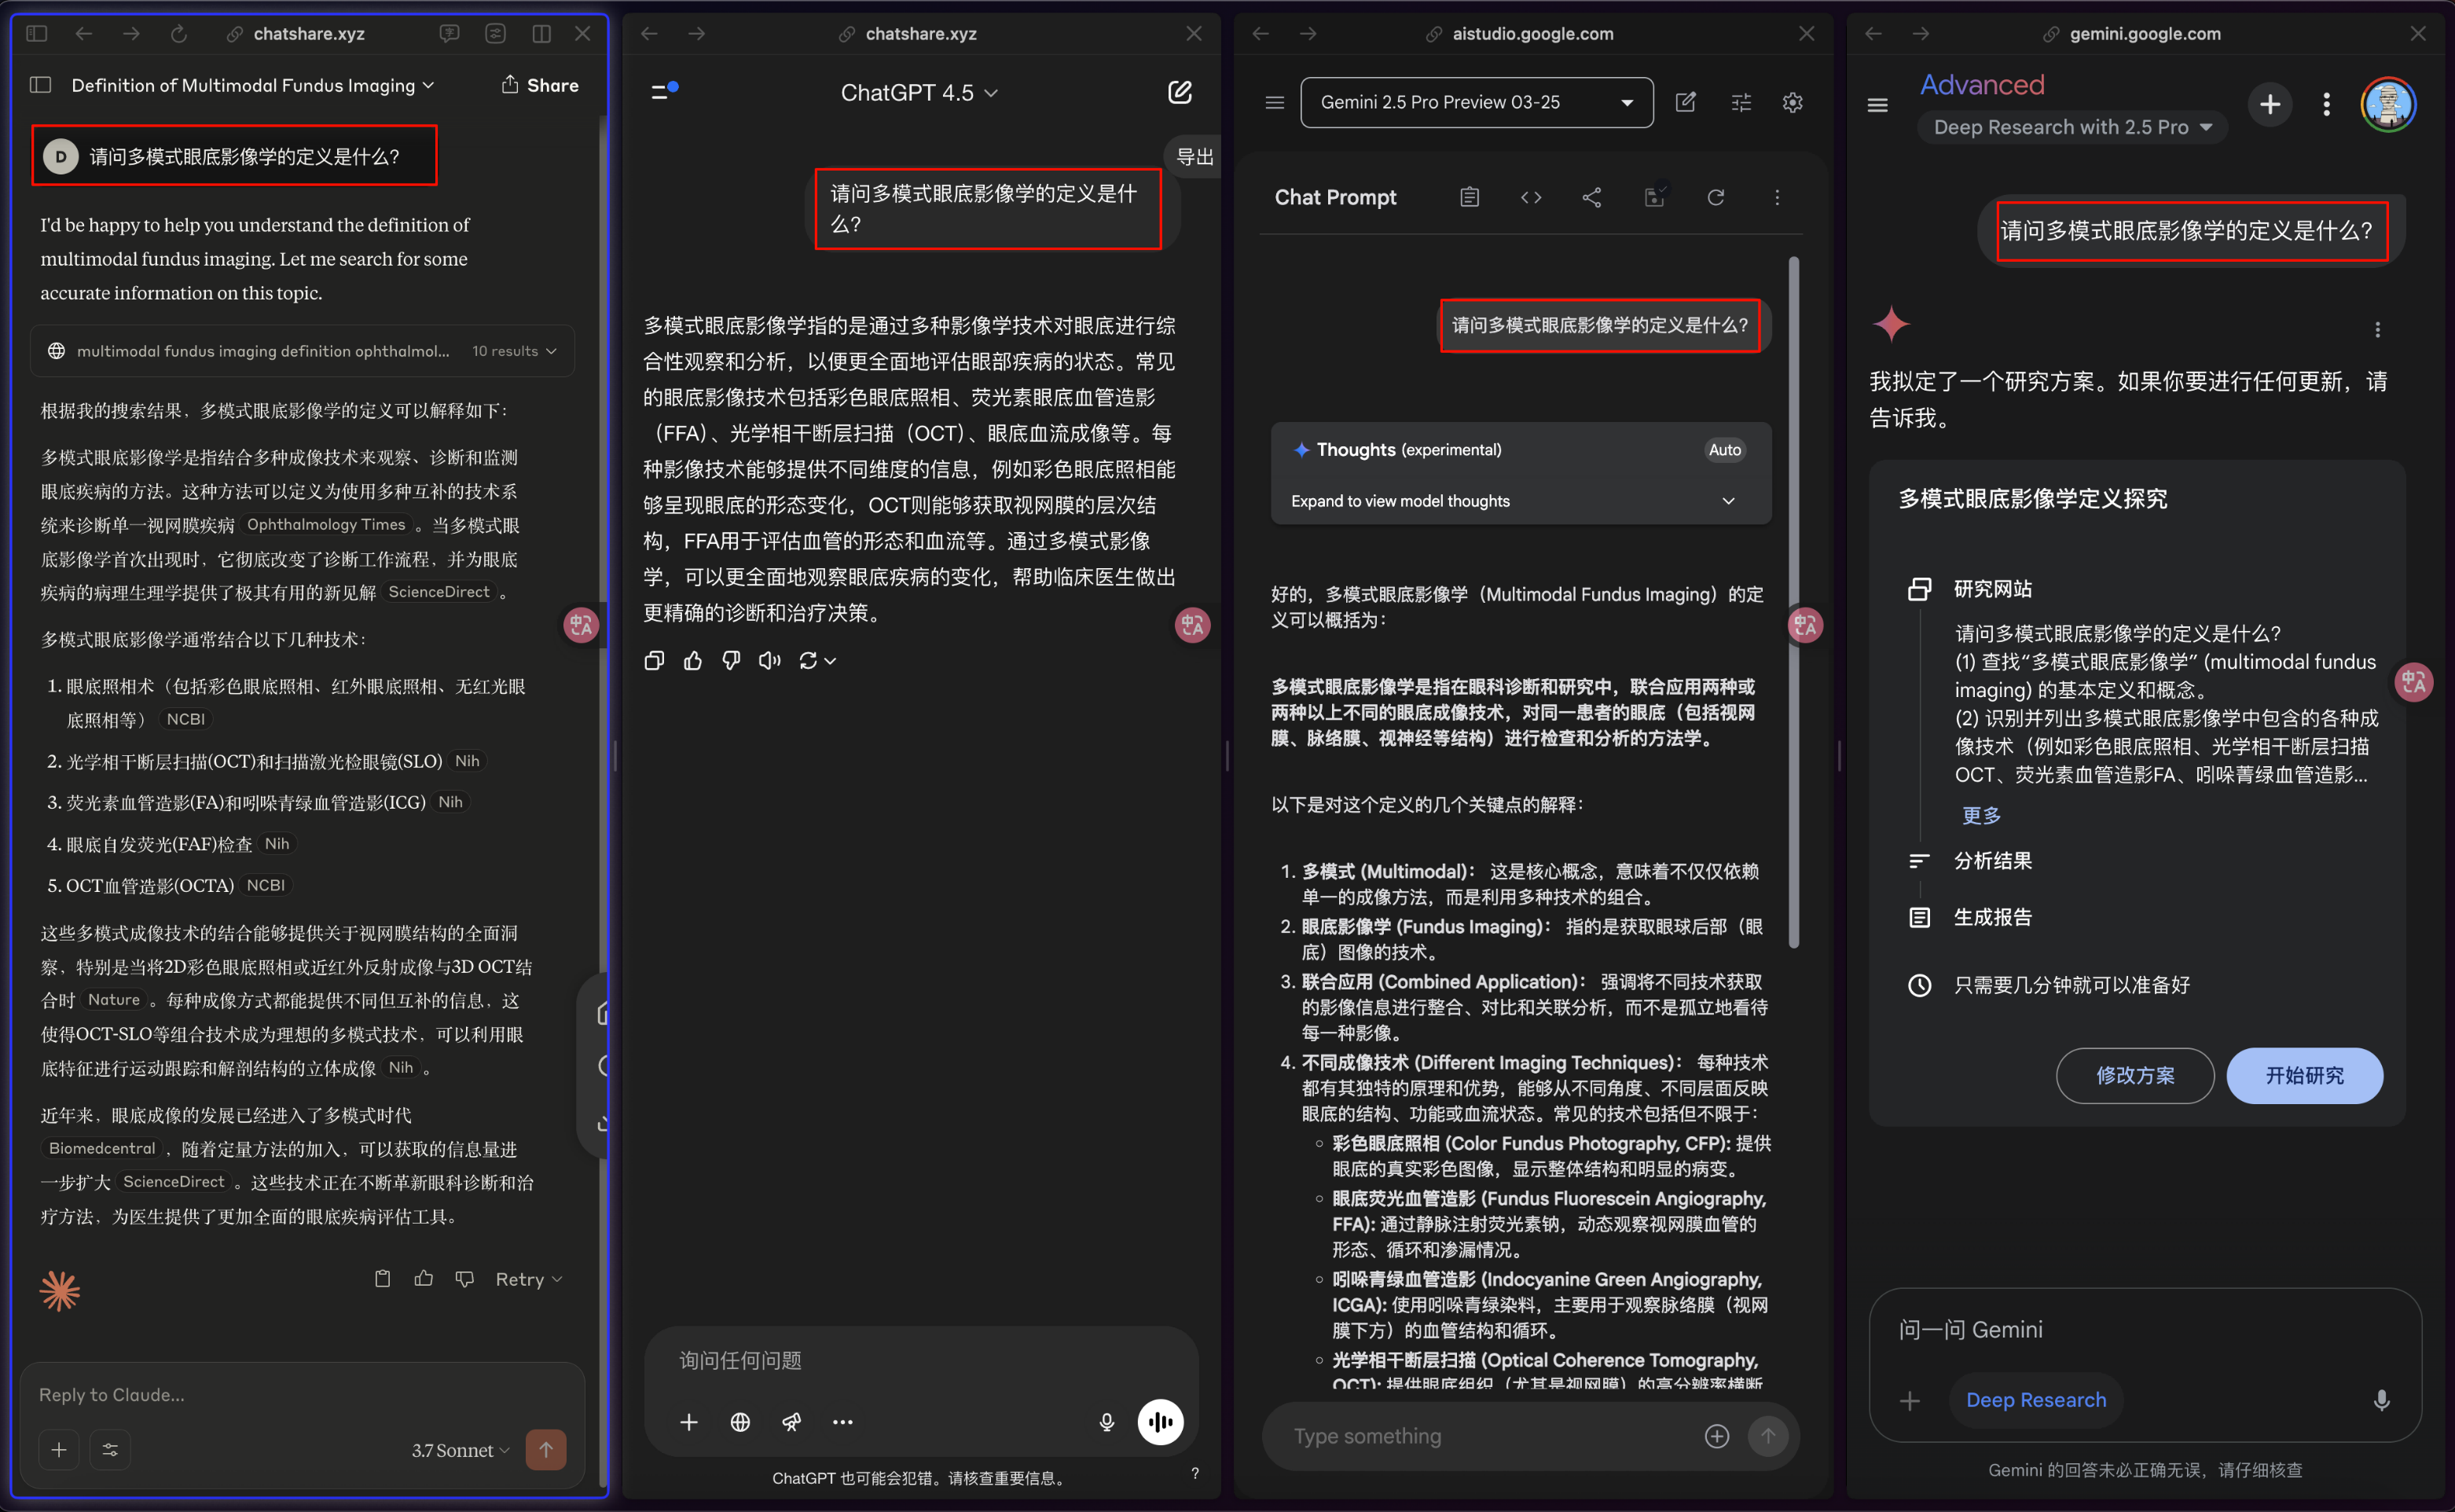 chatshare.xyz
Definition of Multimodal Fundus Imaging
Share
D
请问多模式眼底影像学的定义是什么?
I'd be happy to help you understand the definition of
multimodal fundus imaging. Let me search for some
accurate information on this topic.
multimodal fundus imaging definition ophthalmol...
10 results
根据我的搜索结果，多模式眼底影像学的定义可以解释如下：
多模式眼底影像学是指结合多种成像技术来观察、诊断和监测
眼底疾病的方法。这种方法可以定义为使用多种互补的技术系
统来诊断单一视网膜疾病 Ophthalmology Times 。当多模式眼
底影像学首次出现时，它彻底改变了诊断工作流程，并为眼底
疾病的病理生理学提供了极其有用的新见解 ScienceDirect 。
多模式眼底影像学通常结合以下几种技术：
1. 眼底照相术（包括彩色眼底照相、红外眼底照相、无红光眼
底照相等） NCBI
2. 光学相干断层扫描(OCT)和扫描激光检眼镜(SLO) Nih
3. 荧光素血管造影(FA)和吲哚青绿血管造影(ICG) Nih
4. 眼底自发荧光(FAF)检查 Nih
5. OCT血管造影(OCTA) NCBI
这些多模式成像技术的结合能够提供关于视网膜结构的全面洞
察，特别是当将2D彩色眼底照相或近红外反射成像与3D OCT结
合时 Nature 。每种成像方式都能提供不同但互补的信息，这
使得OCT-SLO等组合技术成为理想的多模式技术，可以利用眼
底特征进行运动跟踪和解剖结构的立体成像 Nih 。
近年来，眼底成像的发展已经进入了多模式时代
Biomedcentral ，随着定量方法的加入，可以获取的信息量进
一步扩大 ScienceDirect 。这些技术正在不断革新眼科诊断和治
疗方法，为医生提供了更加全面的眼底疾病评估工具。
Retry
Reply to Claude...
3.7 Sonnet
chatshare.xyz
ChatGPT 4.5
导出
请问多模式眼底影像学的定义是什
么?
多模式眼底影像学指的是通过多种影像学技术对眼底进行综
合性观察和分析，以便更全面地评估眼部疾病的状态。常见
的眼底影像技术包括彩色眼底照相、荧光素眼底血管造影
（FFA）、光学相干断层扫描（OCT）、眼底血流成像等。每
种影像技术能够提供不同维度的信息，例如彩色眼底照相能
够呈现眼底的形态变化，OCT则能够获取视网膜的层次结
构，FFA用于评估血管的形态和血流等。通过多模式影像
学，可以更全面地观察眼底疾病的变化，帮助临床医生做出
更精确的诊断和治疗决策。
询问任何问题
ChatGPT 也可能会犯错。请核查重要信息。
?
aistudio.google.com
Gemini 2.5 Pro Preview 03-25
Chat Prompt
请问多模式眼底影像学的定义是什么?
Thoughts (experimental)
Auto
Expand to view model thoughts
好的，多模式眼底影像学（Multimodal Fundus Imaging）的定
义可以概括为：
多模式眼底影像学是指在眼科诊断和研究中，联合应用两种或
两种以上不同的眼底成像技术，对同一患者的眼底（包括视网
膜、脉络膜、视神经等结构）进行检查和分析的方法学。
以下是对这个定义的几个关键点的解释：
1. 多模式 (Multimodal)： 这是核心概念，意味着不仅仅依赖
单一的成像方法，而是利用多种技术的组合。
2. 眼底影像学 (Fundus Imaging)： 指的是获取眼球后部（眼
底）图像的技术。
3. 联合应用 (Combined Application)： 强调将不同技术获取
的影像信息进行整合、对比和关联分析，而不是孤立地看待
每一种影像。
4. 不同成像技术 (Different Imaging Techniques)： 每种技术
都有其独特的原理和优势，能够从不同角度、不同层面反映
眼底的结构、功能或血流状态。常见的技术包括但不限于：
彩色眼底照相 (Color Fundus Photography, CFP): 提供
眼底的真实彩色图像，显示整体结构和明显的病变。
眼底荧光血管造影 (Fundus Fluorescein Angiography,
FFA): 通过静脉注射荧光素钠，动态观察视网膜血管的
形态、循环和渗漏情况。
吲哚青绿血管造影 (Indocyanine Green Angiography,
ICGA): 使用吲哚青绿染料，主要用于观察脉络膜（视网
膜下方）的血管结构和循环。
光学相干断层扫描 (Optical Coherence Tomography,
OCT): 提供眼底组织（尤其是视网膜）的高分辨率横断
Type something
gemini.google.com
Advanced
Deep Research with 2.5 Pro
请问多模式眼底影像学的定义是什么?
我拟定了一个研究方案。如果你要进行任何更新，请
告诉我。
多模式眼底影像学定义探究
研究网站
请问多模式眼底影像学的定义是什么?
(1) 查找“多模式眼底影像学” (multimodal fundus
imaging) 的基本定义和概念。
(2) 识别并列出多模式眼底影像学中包含的各种成
像技术（例如彩色眼底照相、光学相干断层扫描
OCT、荧光素血管造影FA、吲哚菁绿血管造影...
更多
分析结果
生成报告
只需要几分钟就可以准备好
修改方案
开始研究
问一问 Gemini
Deep Research
Gemini 的回答未必正确无误，请仔细核查